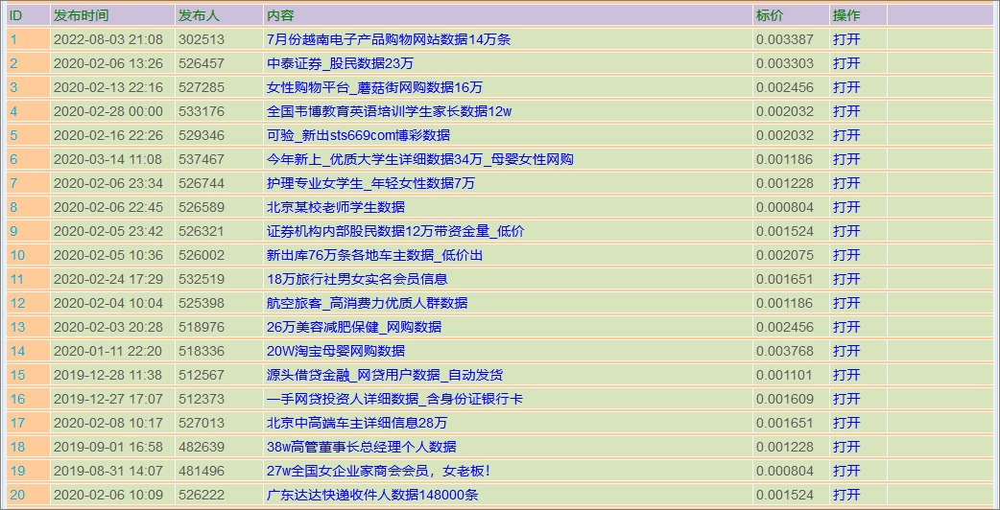 ID 发布时间 发布人 内容 标价 操作
1 2022-08-03 21:08 302513 7月份越南电子产品购物网站数据14万条 0.003387 打开
2 2020-02-06 13:26 526457 中泰证券_股民数据23万 0.003303 打开
3 2020-02-13 22:16 527285 女性购物平台_蘑菇街网购数据16万 0.002456 打开
4 2020-02-28 00:00 533176 全国韦博教育英语培训学生家长数据12w 0.002032 打开
5 2020-02-16 22:26 529346 可验_新出sts669com博彩数据 0.002032 打开
6 2020-03-14 11:08 537467 今年新上_优质大学生详细数据34万_母婴女性网购 0.001186 打开
7 2020-02-06 23:34 526744 护理专业女学生_年轻女性数据7万 0.001228 打开
8 2020-02-06 22:45 526589 北京某校老师学生数据 0.000804 打开
9 2020-02-05 23:42 526321 证券机构内部股民数据12万带资金量_低价 0.001524 打开
10 2020-02-05 10:36 526002 新出库76万条各地车主数据_低价出 0.002075 打开
11 2020-02-24 17:29 532519 18万旅行社男女实名会员信息 0.001651 打开
12 2020-02-04 10:04 525398 航空旅客_高消费力优质人群数据 0.001186 打开
13 2020-02-03 20:28 518976 26万美容减肥保健_网购数据 0.002456 打开
14 2020-01-11 22:20 518336 20W淘宝母婴网购数据 0.003768 打开
15 2019-12-28 11:38 512567 源头借贷金融_网贷用户数据_自动发货 0.001101 打开
16 2019-12-27 17:07 512373 一手网贷投资人详细数据_含身份证银行卡 0.001609 打开
17 2020-02-08 10:17 527013 北京中高端车主详细信息28万 0.001651 打开
18 2019-09-01 16:58 482639 38w高管董事长总经理个人数据 0.001228 打开
19 2019-08-31 14:07 481496 27w全国女企业家商会会员，女老板！ 0.000804 打开
20 2020-02-06 10:09 526222 广东达达快递收件人数据148000条 0.001524 打开